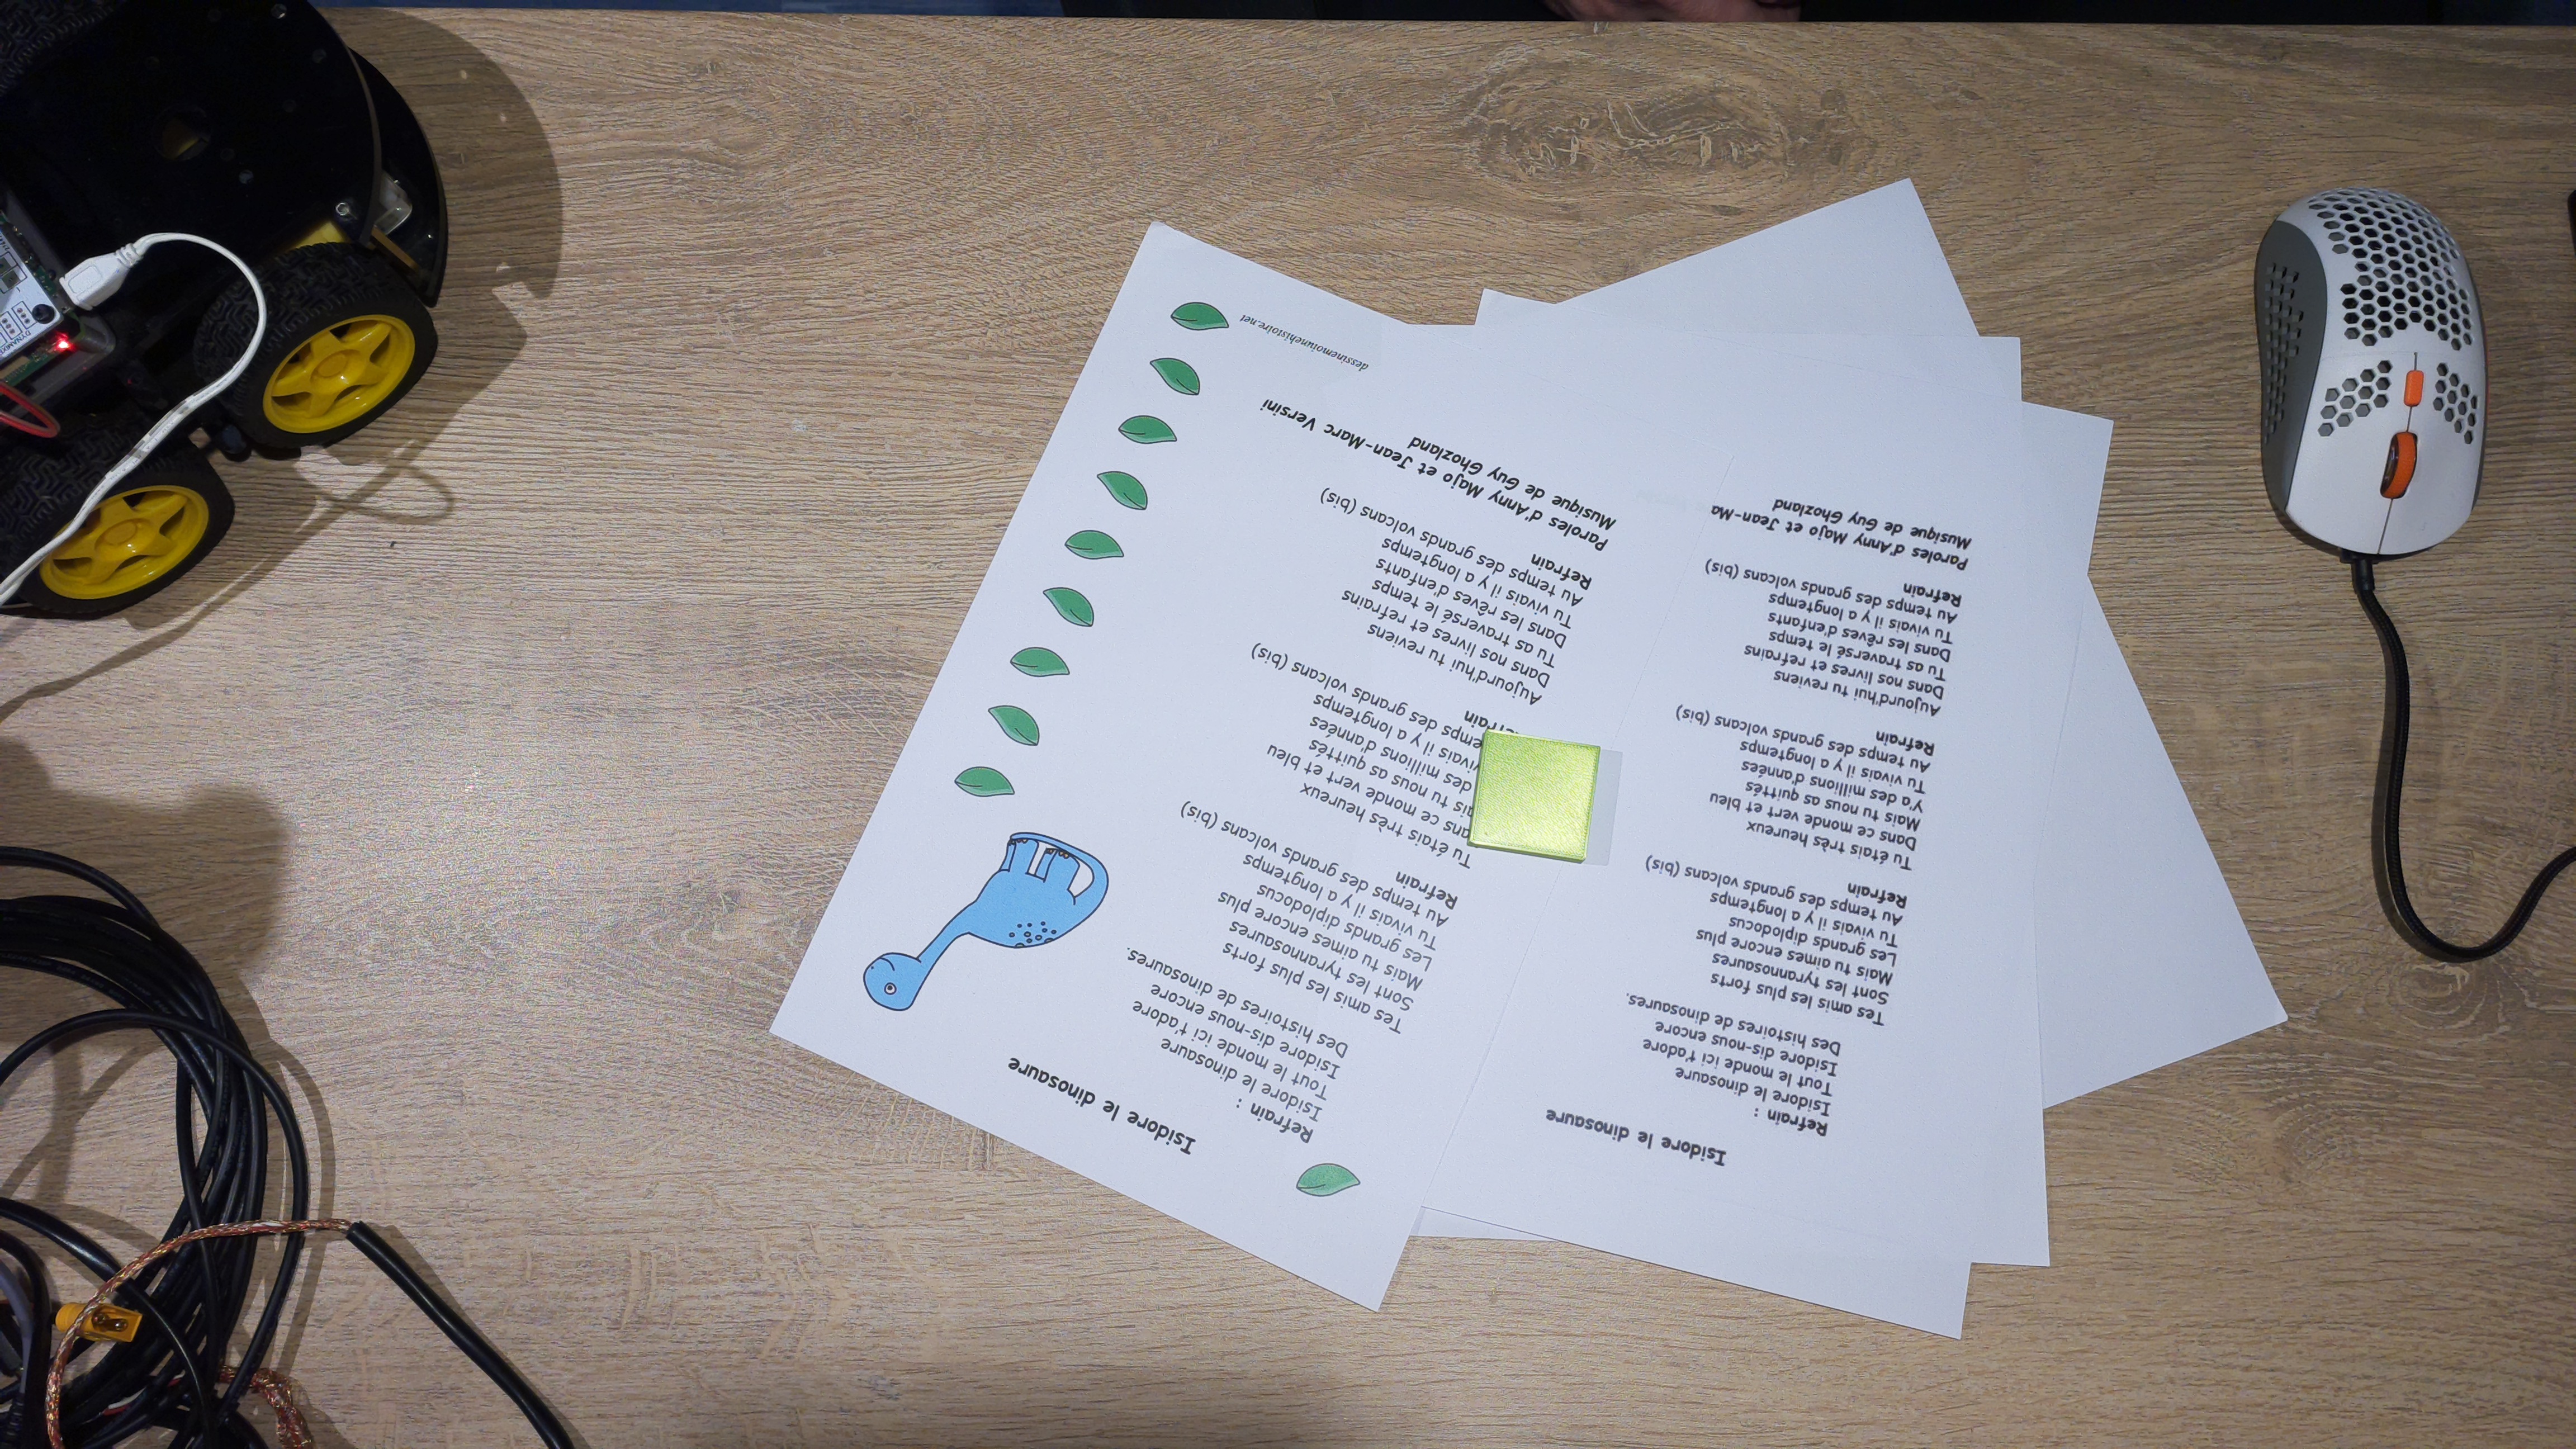 Isidore le dinosaure
Refrain :
Isidore le dinosaure
Tout le monde ici t'adore
Isidore dis-nous encore
Des histoires de dinosaures.
Tes amis les plus forts
Sont les tyrannosaures
Mais tu aimes encore plus
Les grands diplodocus
Tu vivais il y a longtemps
Au temps des grands volcans (bis)
Refrain
Tu étais très heureux
ans ce monde vert et bleu
ais tu nous as quittés
des millions d'années
vivais il y a longtemps
temps des grands volcans (bis)
Refrain
Aujourd'hui tu reviens
Dans nos livres et refrains
Tu as traversé le temps
Dans les rêves d'enfants
Tu vivais il y a longtemps
Au temps des grands volcans (bis)
Refrain
Paroles d'Anny Majo et Jean-Marc Versini
Musique de Guy Ghozland
dessinemoiunehistoire.net
Isidore le dinosaure
Refrain :
Isidore le dinosaure
Tout le monde ici t'adore
Isidore dis-nous encore
Des histoires de dinosaures.
Tes amis les plus forts
Sont les tyrannosaures
Mais tu aimes encore plus
Les grands diplodocus
Tu vivais il y a longtemps
Au temps des grands volcans (bis)
Refrain
Tu étais très heureux
Dans ce monde vert et bleu
Mais tu nous as quittés
Y'a des millions d'années
Tu vivais il y a longtemps
Au temps des grands volcans (bis)
Refrain
Aujourd'hui tu reviens
Dans nos livres et refrains
Tu as traversé le temps
Dans les rêves d'enfants
Tu vivais il y a longtemps
Au temps des grands volcans (bis)
Refrain
Paroles d'Anny Majo et Jean-Ma
Musique de Guy Ghozland